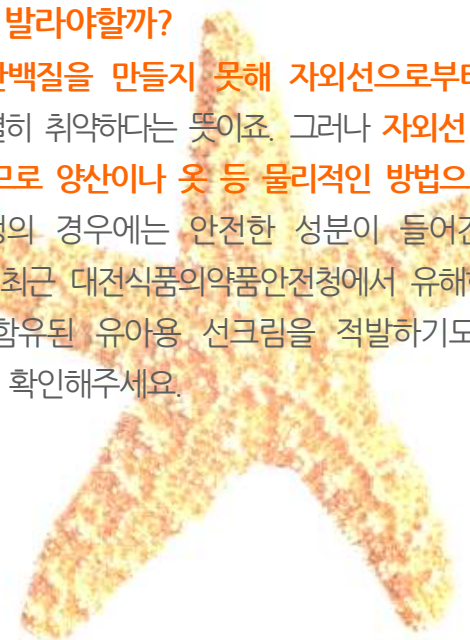 발라야할까?
단백질을 만들지 못해 자외선으로부터
별히 취약하다는 뜻이죠. 그러나 자외선
므로 양산이나 옷 등 물리적인 방법으
생의 경우에는 안전한 성분이 들어간
최근 대전식품의약품안전청에서 유해
함유된 유아용 선크림을 적발하기도
확인해주세요.